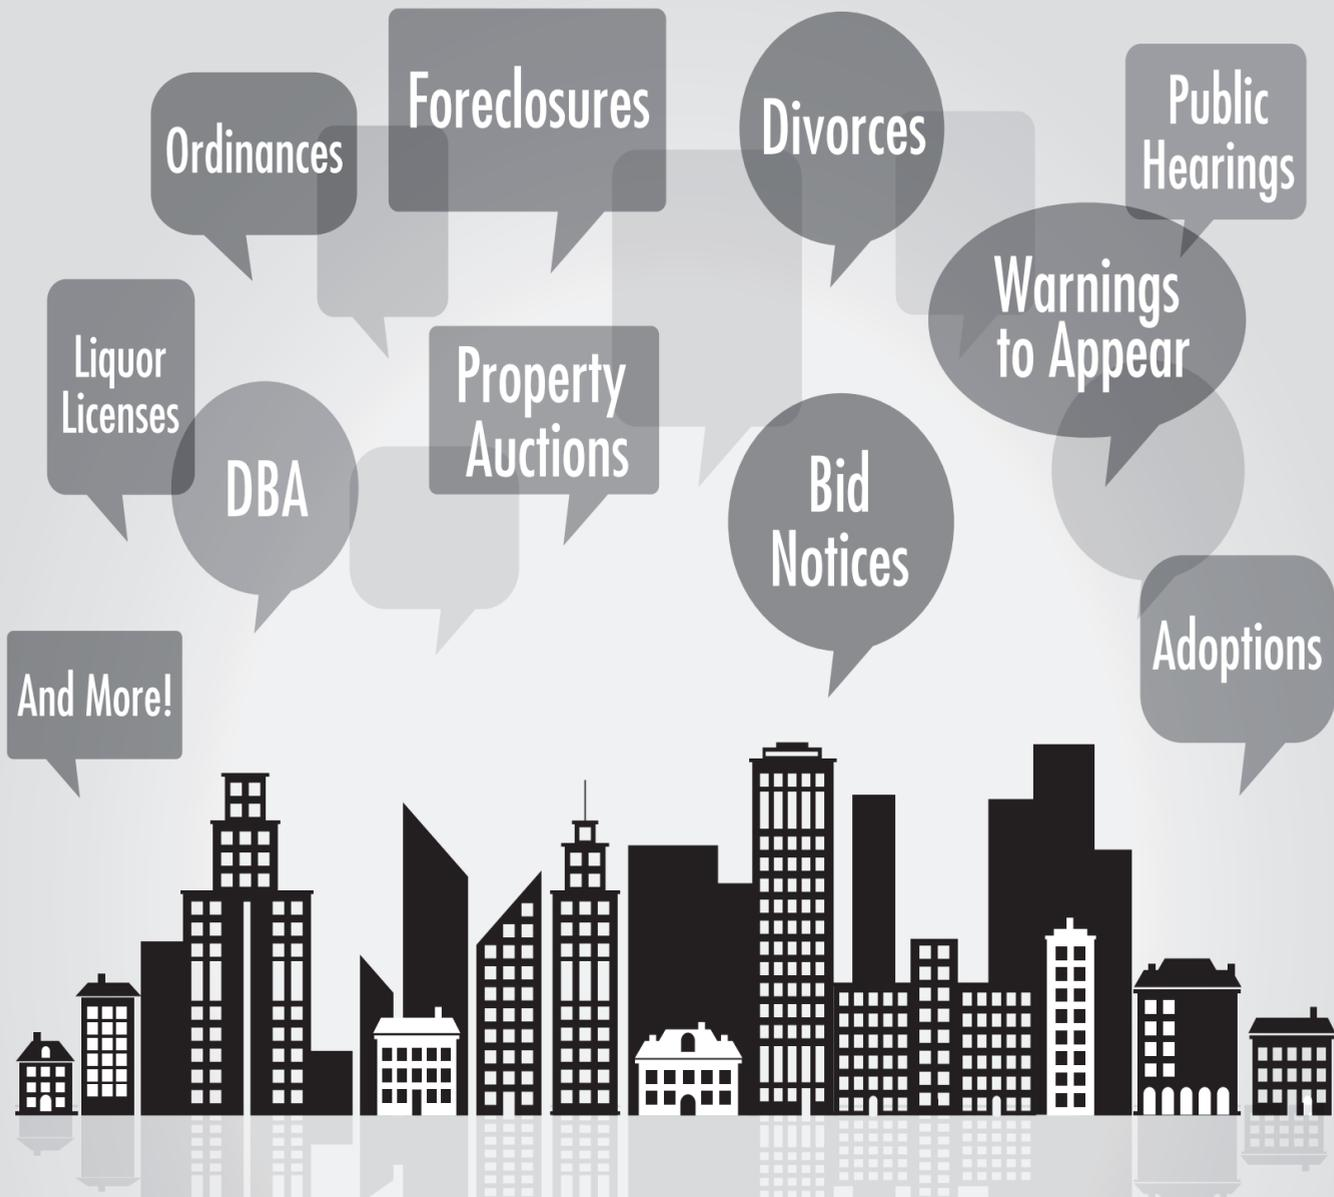 Ordinances
Foreclosures
Divorces
Public
Hearings
Warnings
to Appear
Liquor
Licenses
DBA
Property
Auctions
Bid
Notices
Adoptions
And More!